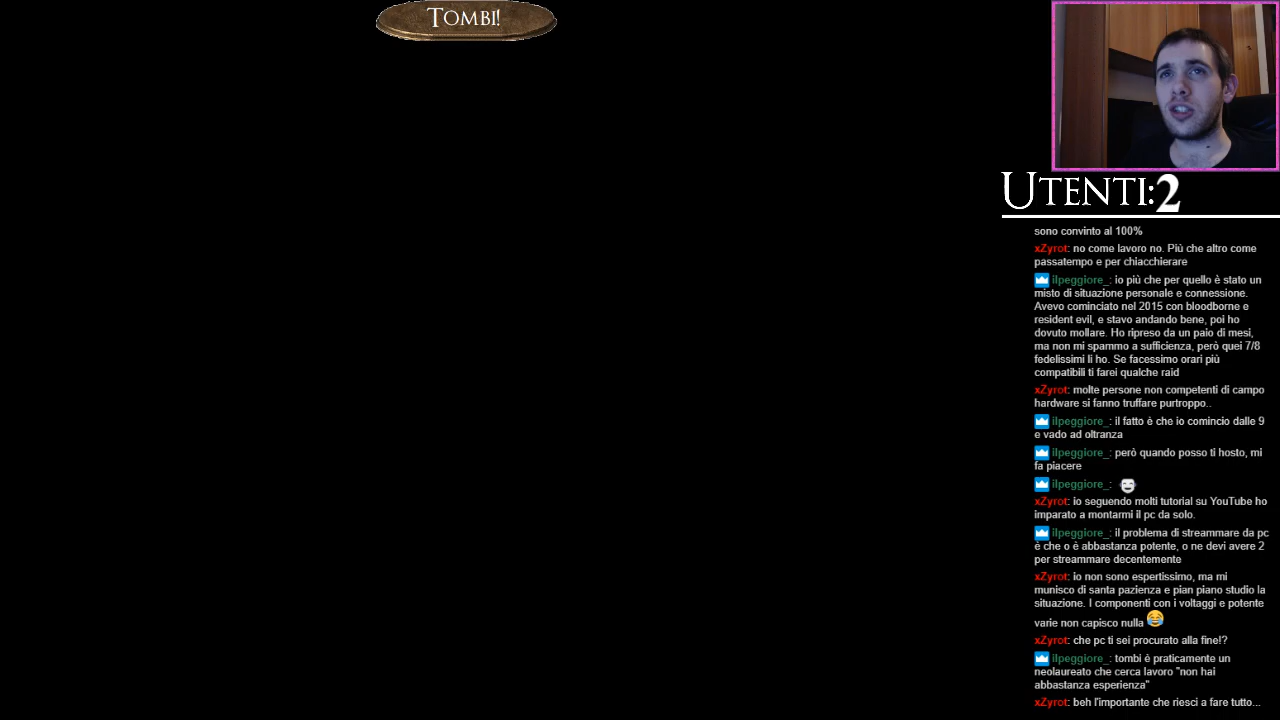 TOMBI!
UTENTI:2
sono convinto al 100%
xZyrot: no come lavoro no. Più che altro come
passatempo e per chiacchierare
ilpeggiore_: io più che per quello è stato un
misto di situazione personale e connessione.
Avevo cominciato nel 2015 con bloodborne e
resident evil, e stavo andando bene, poi ho
dovuto mollare. Ho ripreso da un paio di mesi,
ma non mi spammo a sufficienza, però quei 7/8
fedelissimi li ho. Se facessimo orari più
compatibili ti farei qualche raid
xZyrot: molte persone non competenti di campo
hardware si fanno truffare purtroppo..
ilpeggiore_: il fatto è che io comincio dalle 9
e vado ad oltranza
ilpeggiore_: però quando posso ti hosto, mi
fa piacere
ilpeggiore_:
xZyrot: io seguendo molti tutorial su YouTube ho
imparato a montarmi il pc da solo.
ilpeggiore_: il problema di streammare da pc
è che o è abbastanza potente, o ne devi avere 2
per streammare decentemente
xZyrot: io non sono espertissimo, ma mi
munisco di santa pazienza e pian piano studio la
situazione. I componenti con i voltaggi e potente
varie non capisco nulla 😂
xZyrot: che pc ti sei procurato alla fine!?
ilpeggiore_: tombi è praticamente un
neolaureato che cerca lavoro "non hai
abbastanza esperienza"
xZyrot: beh l'importante che riesci a fare tutto...